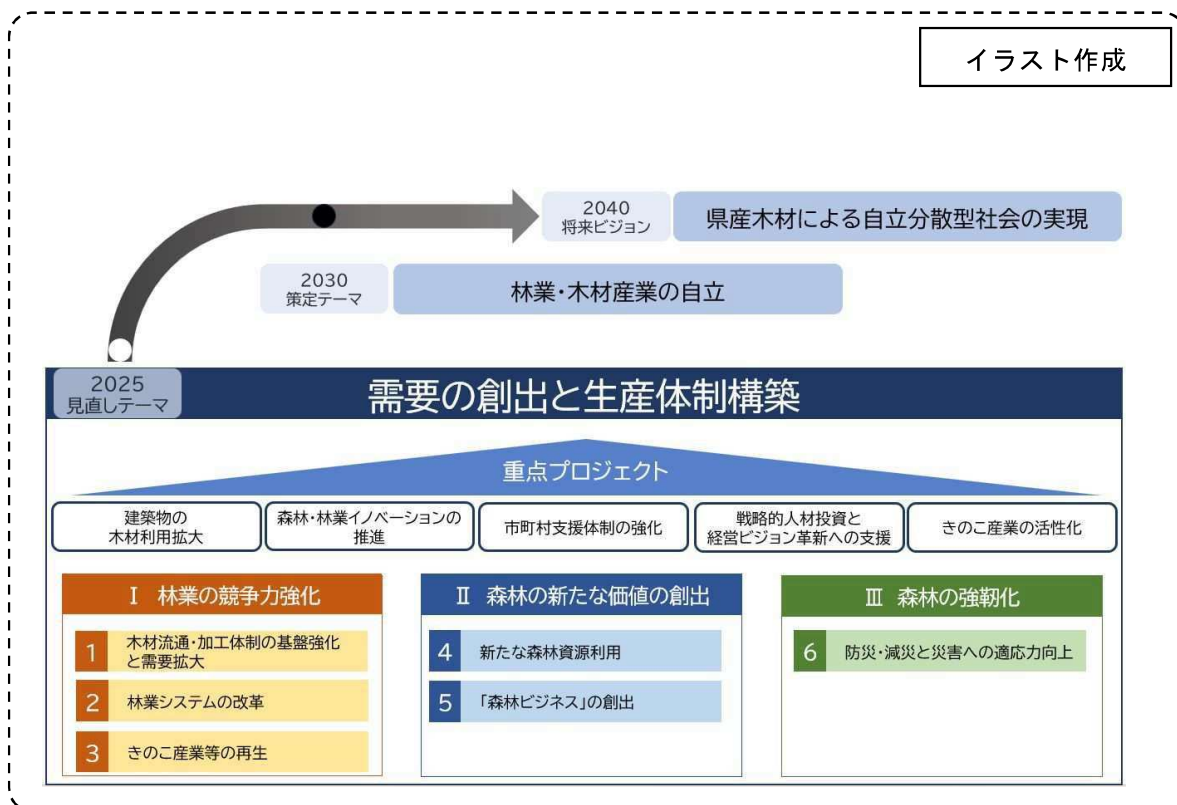 イラスト作成
2040
将来ビジョン
県産木材による自立分散型社会の実現
2030
策定テーマ
林業・木材産業の自立
2025
見直しテーマ
需要の創出と生産体制構築
重点プロジェクト
建築物の
木材利用拡大
森林・林業イノベーションの
推進
市町村支援体制の強化
戦略的人材投資と
経営ビジョン革新への支援
きのこ産業の活性化
Ⅰ 林業の競争力強化
1 木材流通・加工体制の基盤強化
と需要拡大
2 林業システムの改革
3 きのこ産業等の再生
Ⅱ 森林の新たな価値の創出
4 新たな森林資源利用
5 「森林ビジネス」の創出
Ⅲ 森林の強靭化
6 防災・減災と災害への適応力向上